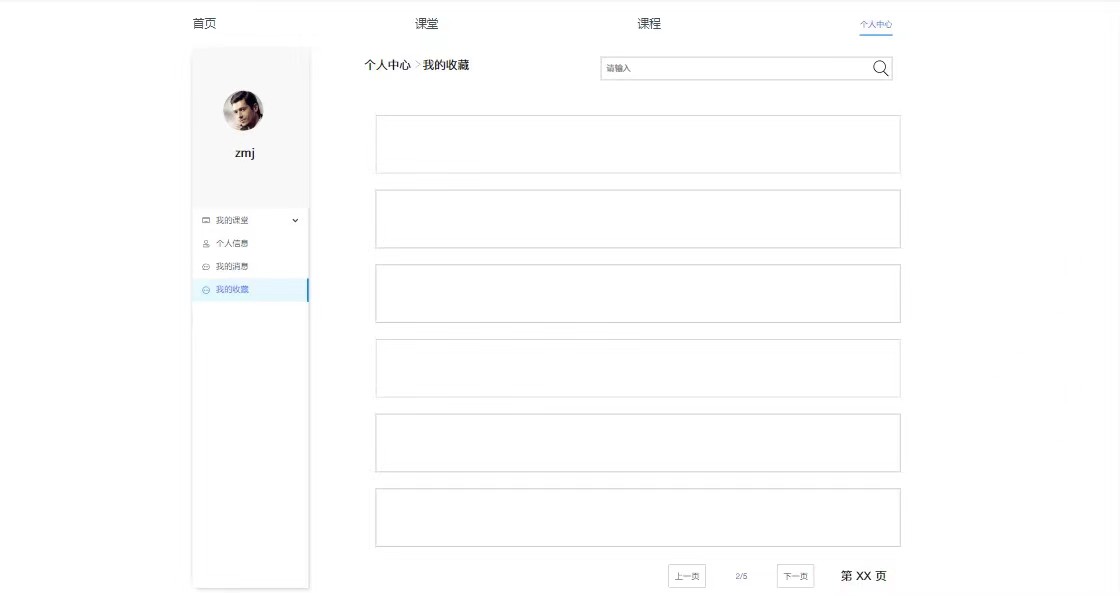 首页
课堂
课程
个人中心
zmj
我的课堂
个人信息
我的消息
我的收藏
个人中心 > 我的收藏
请输入
上一页
2/5
下一页
第 XX 页